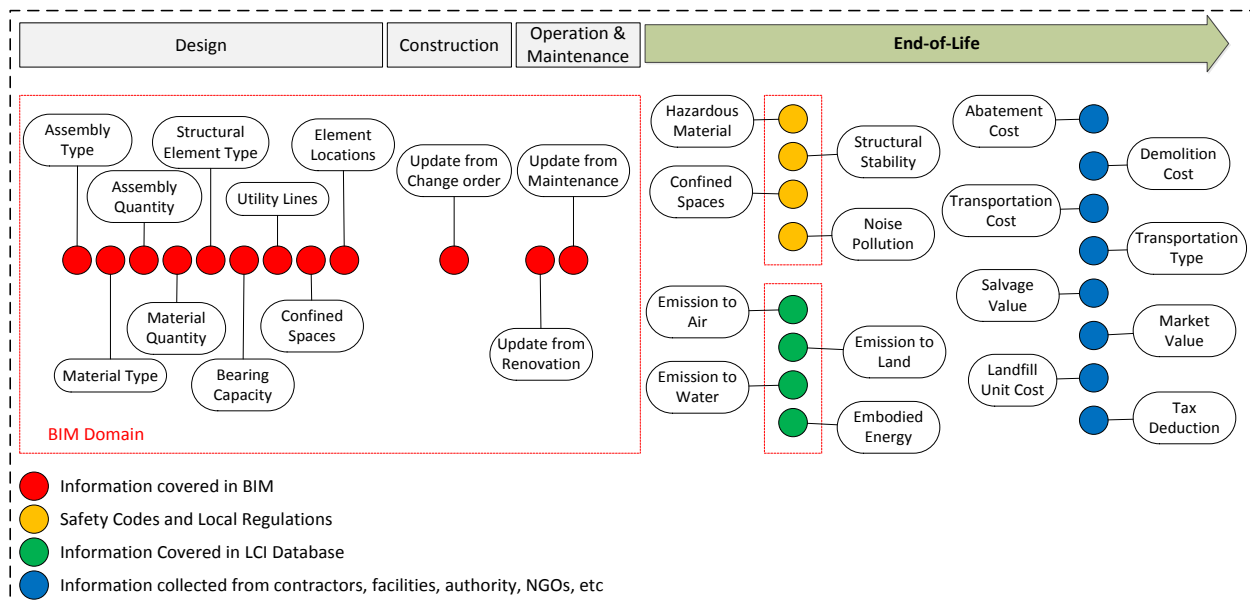 Design
Construction
Operation &
Maintenance
End-of-Life
Assembly
Type
Structural
Element Type
Element
Locations
Update from
Change order
Update from
Maintenance
Assembly
Quantity
Utility Lines
Material
Quantity
Confined
Spaces
Update from
Renovation
Material Type
Bearing
Capacity
BIM Domain
Hazardous
Material
Structural
Stability
Confined
Spaces
Noise
Pollution
Emission to
Air
Emission to
Land
Emission to
Water
Embodied
Energy
Abatement
Cost
Demolition
Cost
Transportation
Cost
Transportation
Type
Salvage
Value
Market
Value
Landfill
Unit Cost
Tax
Deduction
Information covered in BIM
Safety Codes and Local Regulations
Information Covered in LCI Database
Information collected from contractors, facilities, authority, NGOs, etc